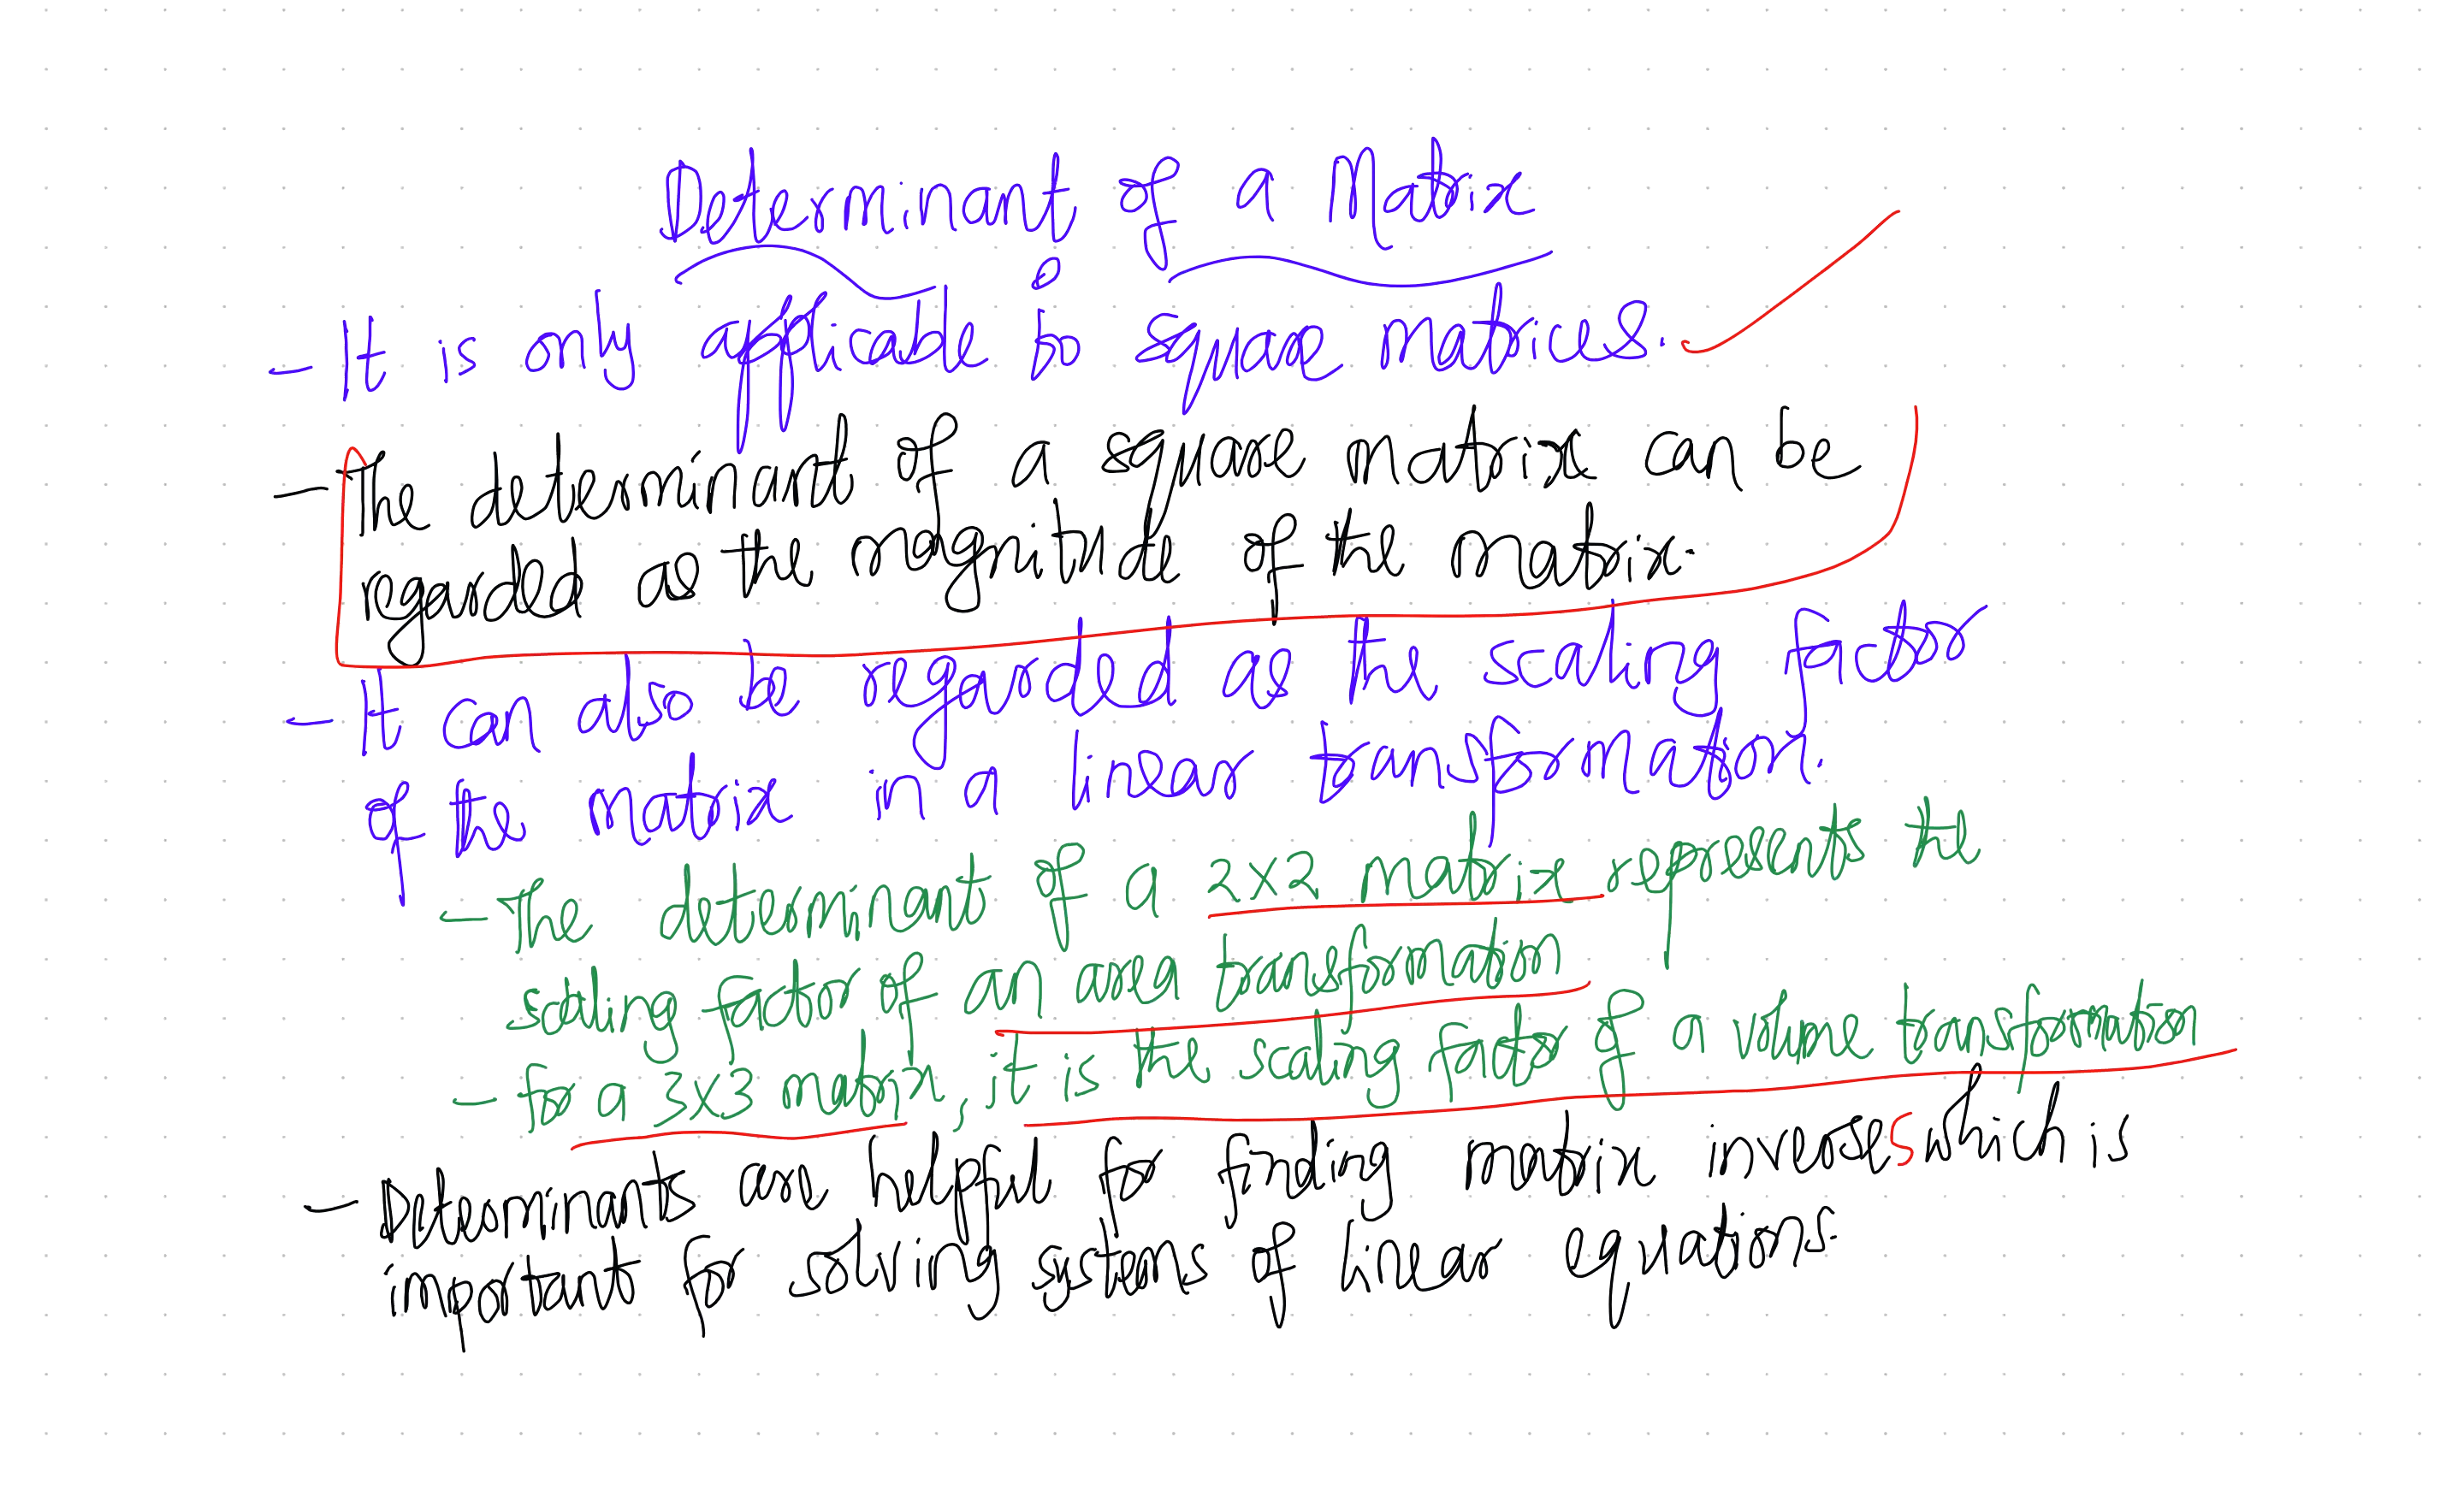 Determinant of a Matrix
- It is only applicable to square matrices.
- The determinant of a square matrix can be
regarded as the magnitude of the matrix.
- It can also be regarded as the scaling factor
of the matrix in a linear transformation.
- The determinant of a 2x2 matrix represents the
scaling factor of an area transformation
- For a 3x3 matrix, it is the scaling factor of a volume transformation
- Determinants are helpful for finding matrix inverses which is
important for solving system of linear equations.